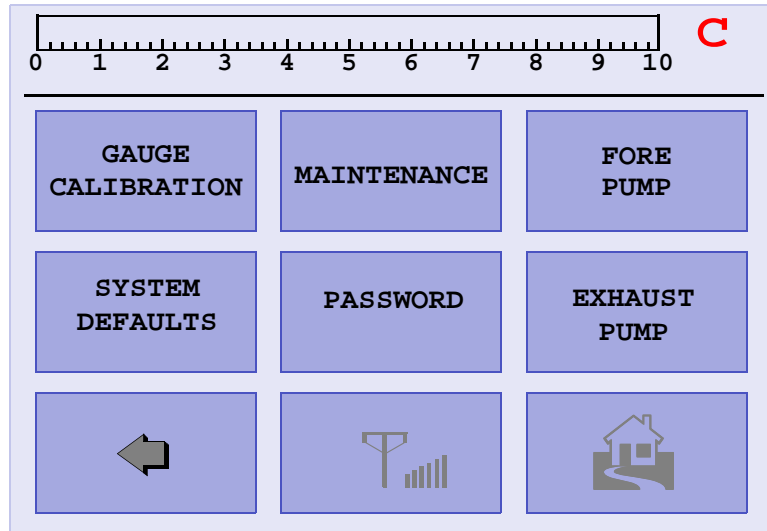 C
0 1 2 3 4 5 6 7 8 9 10
GAUGE
CALIBRATION
MAINTENANCE
FORE
PUMP
SYSTEM
DEFAULTS
PASSWORD
EXHAUST
PUMP